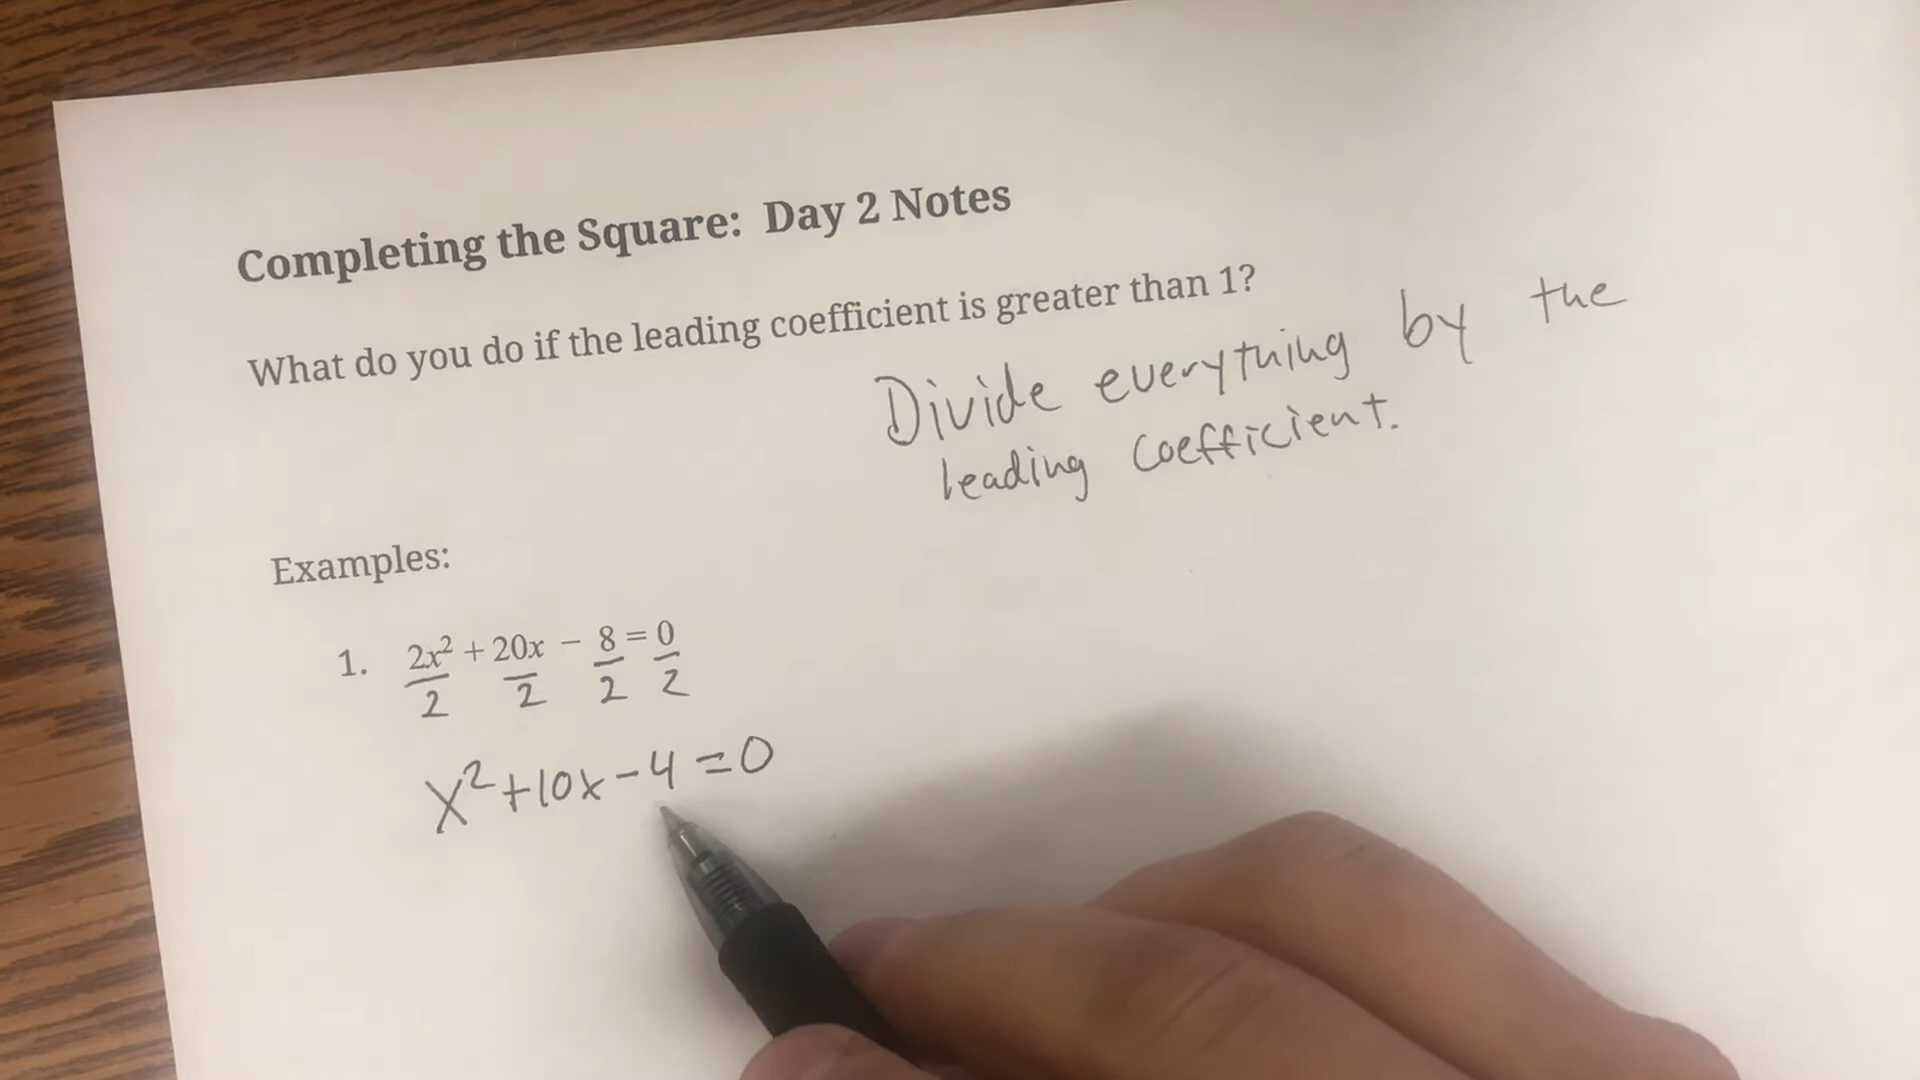 Completing the Square: Day 2 Notes
What do you do if the leading coefficient is greater than 1?
Divide everything by the
leading coefficient.
Examples:
1. 2x² + 20x - 8 = 0
2 2 2 2
x² + 10x - 4 = 0